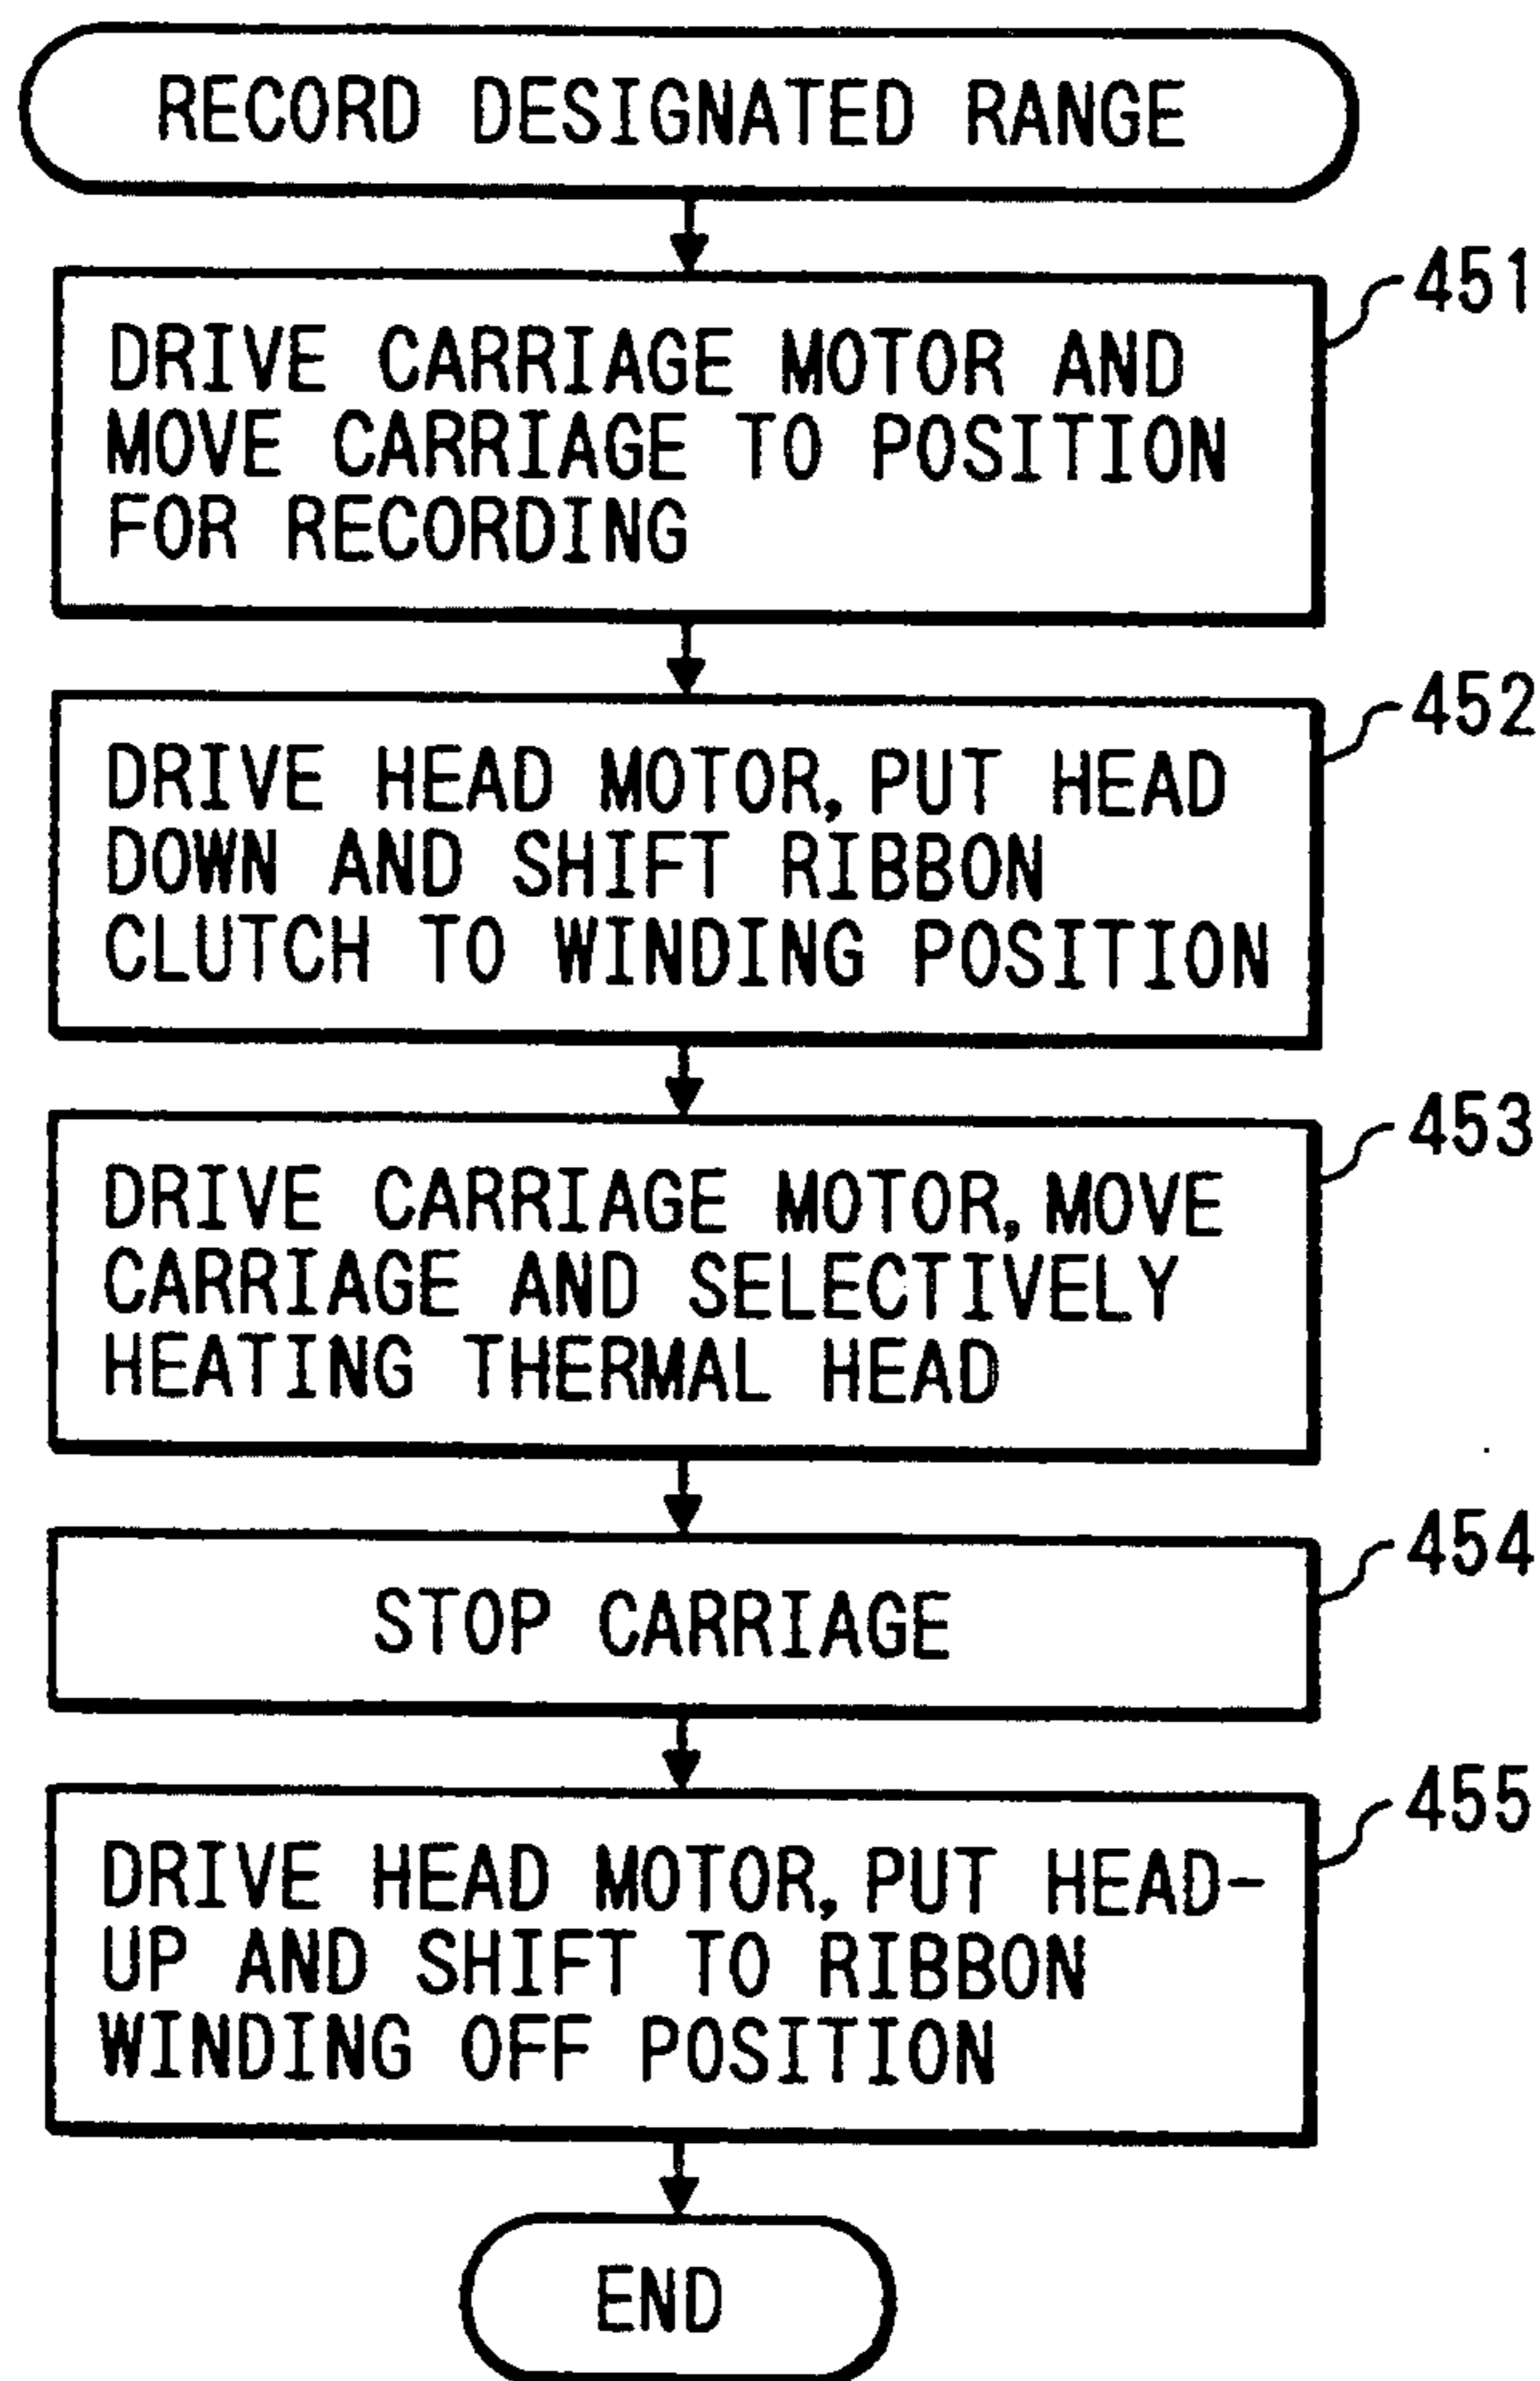 RECORD DESIGNATED RANGE
451
DRIVE CARRIAGE MOTOR AND
MOVE CARRIAGE TO POSITION
FOR RECORDING
452
DRIVE HEAD MOTOR, PUT HEAD
DOWN AND SHIFT RIBBON
CLUTCH TO WINDING POSITION
453
DRIVE CARRIAGE MOTOR, MOVE
CARRIAGE AND SELECTIVELY
HEATING THERMAL HEAD
454
STOP CARRIAGE
455
DRIVE HEAD MOTOR, PUT HEAD-
UP AND SHIFT TO RIBBON
WINDING OFF POSITION
END